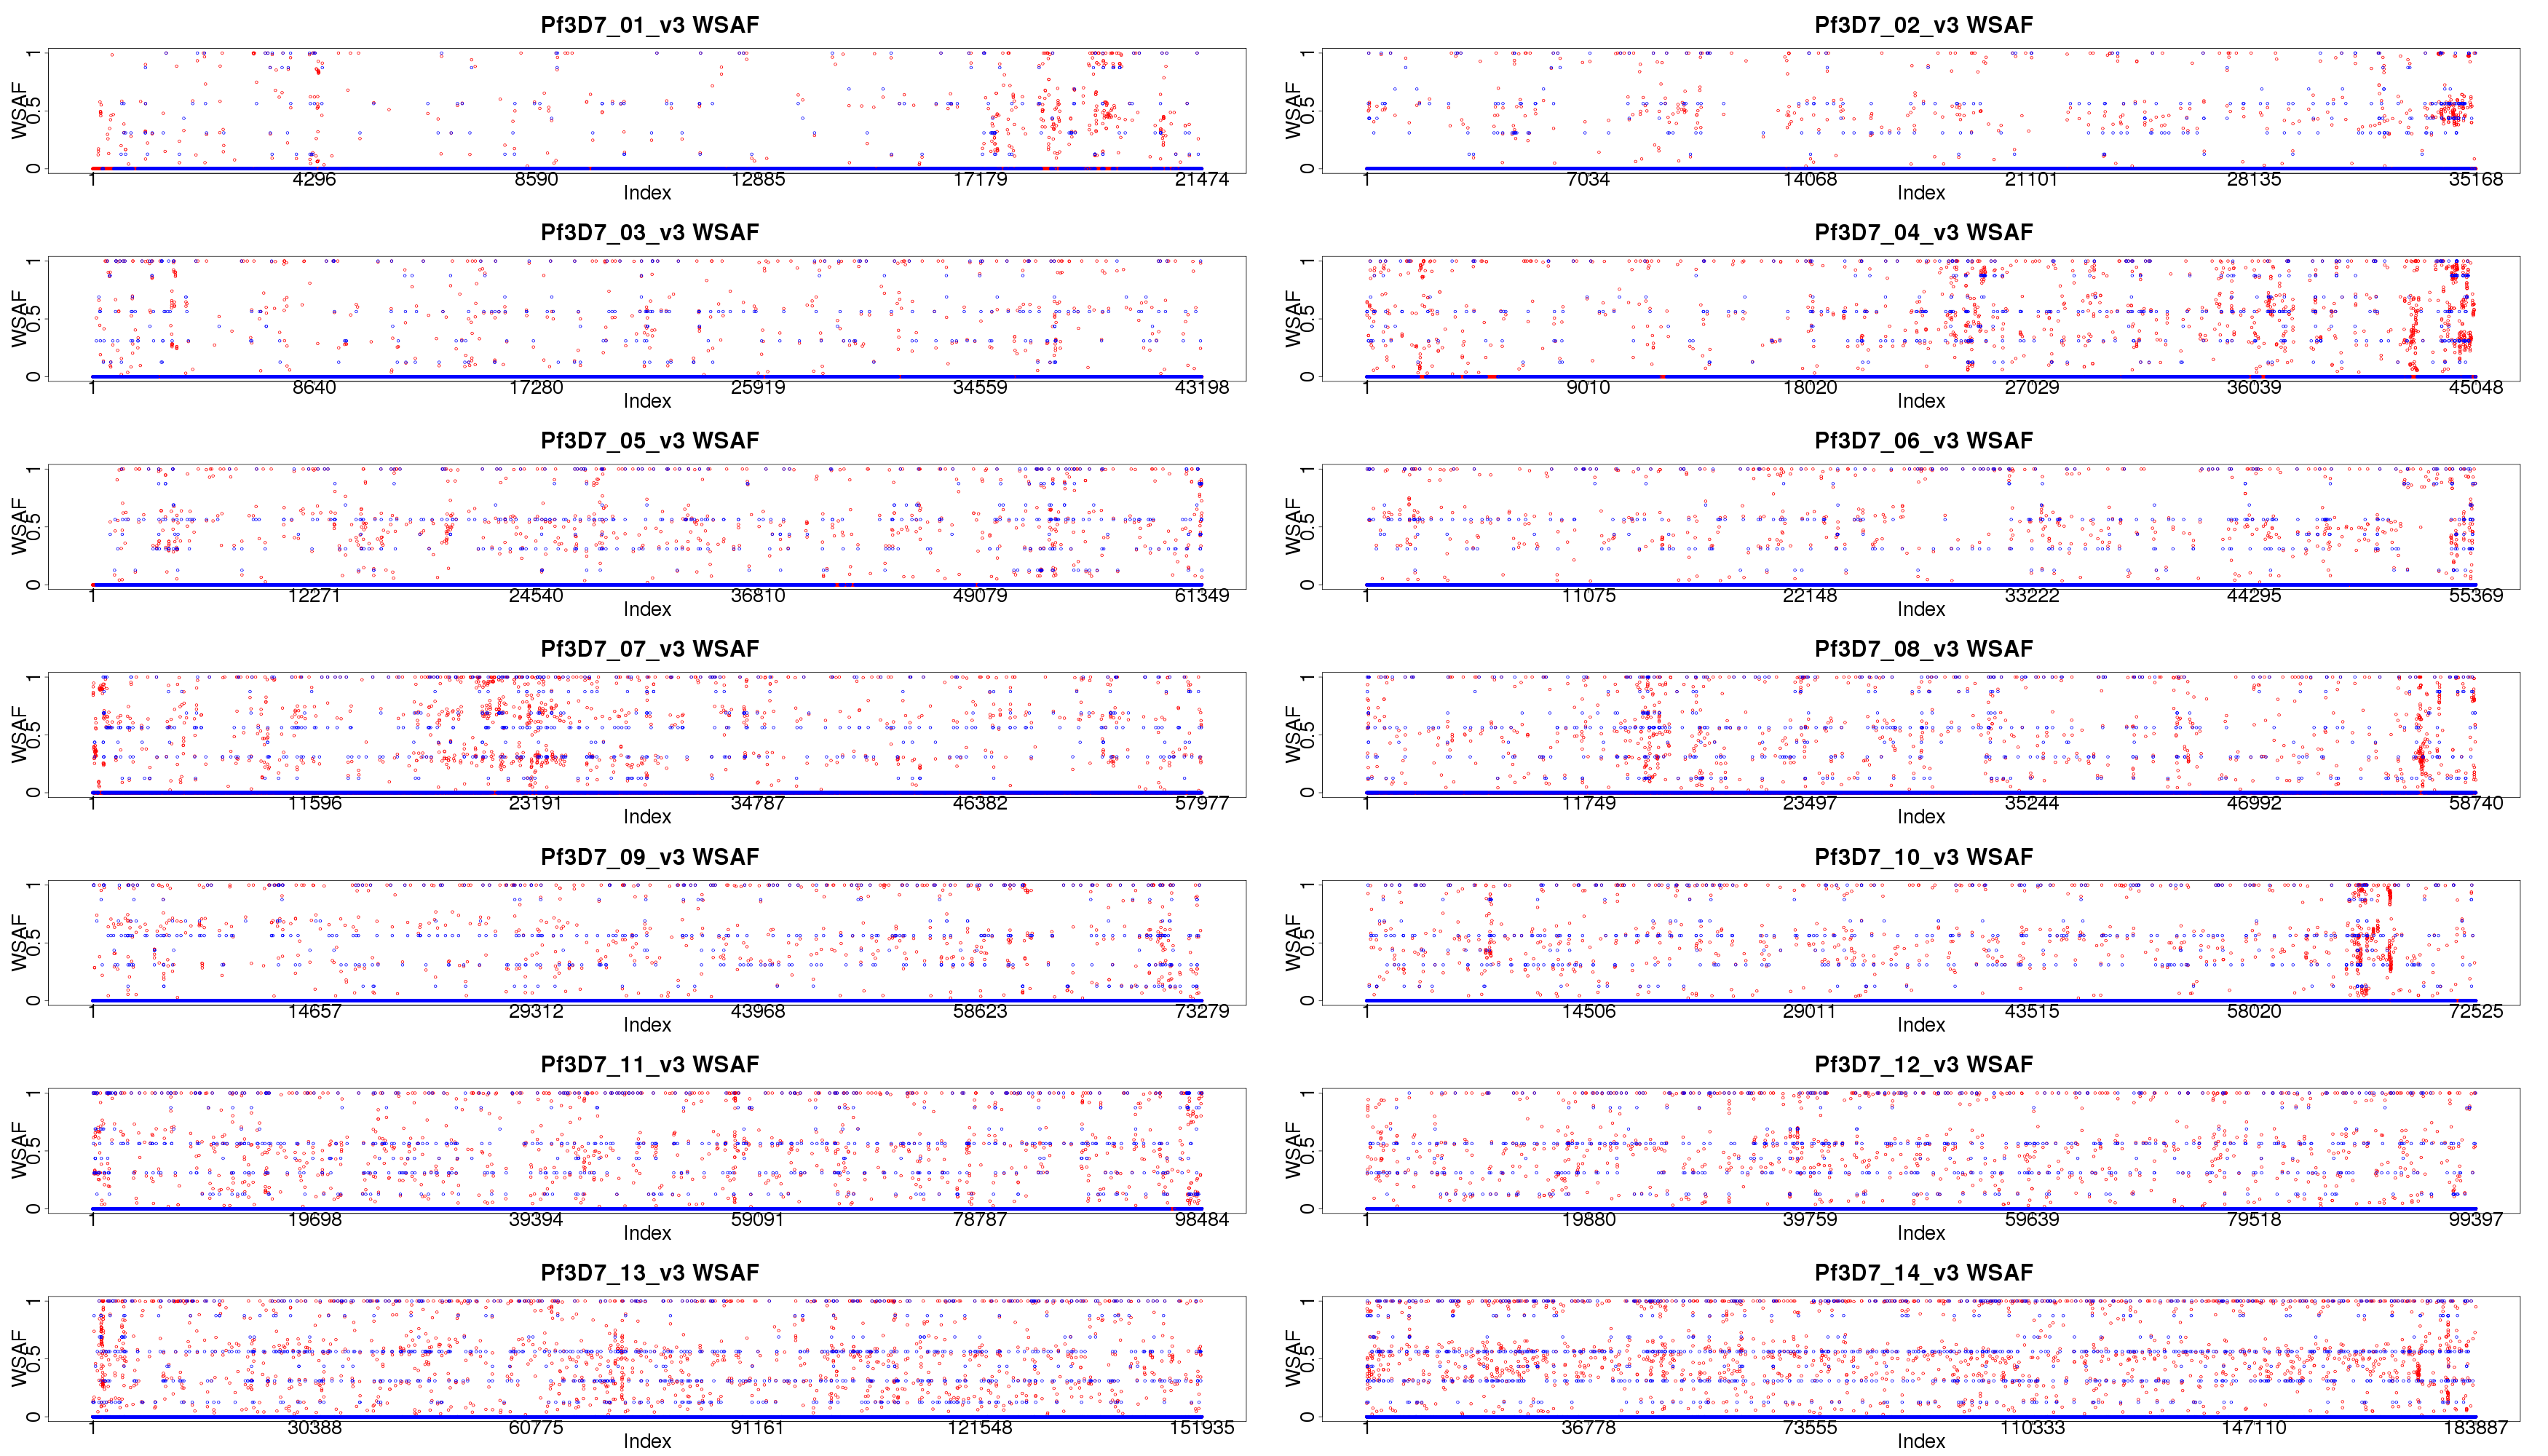 Pf3D7_01_v3 WSAF
WSAF
0 0.5 1
1 4296 8590 12885 17179 21474
Index
Pf3D7_02_v3 WSAF
WSAF
0 0.5 1
1 7034 14068 21101 28135 35168
Index
Pf3D7_03_v3 WSAF
WSAF
0 0.5 1
1 8640 17280 25919 34559 43198
Index
Pf3D7_04_v3 WSAF
WSAF
0 0.5 1
1 9010 18020 27029 36039 45048
Index
Pf3D7_05_v3 WSAF
WSAF
0 0.5 1
1 12271 24540 36810 49079 61349
Index
Pf3D7_06_v3 WSAF
WSAF
0 0.5 1
1 11075 22148 33222 44295 55369
Index
Pf3D7_07_v3 WSAF
WSAF
0 0.5 1
1 11596 23191 34787 46382 57977
Index
Pf3D7_08_v3 WSAF
WSAF
0 0.5 1
1 11749 23497 35244 46992 58740
Index
Pf3D7_09_v3 WSAF
WSAF
0 0.5 1
1 14657 29312 43968 58623 73279
Index
Pf3D7_10_v3 WSAF
WSAF
0 0.5 1
1 14506 29011 43515 58020 72525
Index
Pf3D7_11_v3 WSAF
WSAF
0 0.5 1
1 19698 39394 59091 78787 98484
Index
Pf3D7_12_v3 WSAF
WSAF
0 0.5 1
1 19880 39759 59639 79518 99397
Index
Pf3D7_13_v3 WSAF
WSAF
0 0.5 1
1 30388 60775 91161 121548 151935
Index
Pf3D7_14_v3 WSAF
WSAF
0 0.5 1
1 36778 73555 110333 147110 183887
Index